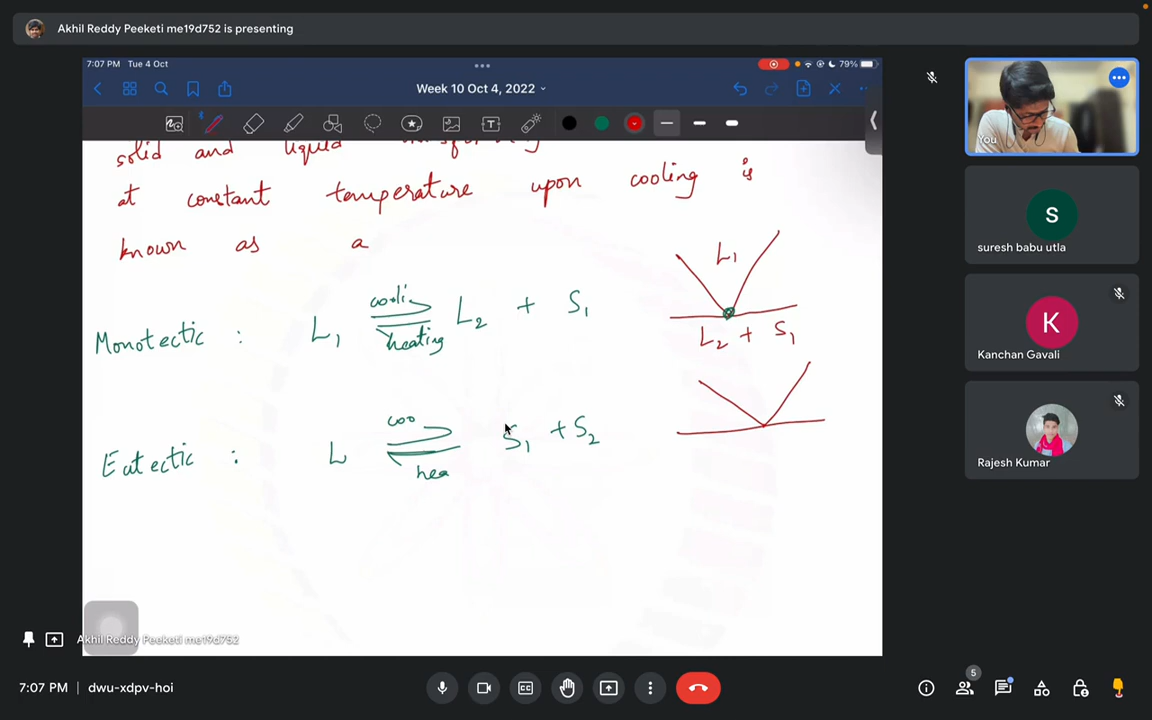 Akhil Reddy Peeketi me19d752 is presenting
7:07 PM Tue 4 Oct
79%
Week 10 Oct 4, 2022
solid and liquid
at constant temperature upon cooling is
known as a
Monotectic : L1 cooli heating L2 + S1
L1
L2 + S1
Eutectic : L coo hea S1 + S2
You
S
suresh babu utla
K
Kanchan Gavali
Rajesh Kumar
Akhil Reddy Peeketi me19d752
7:07 PM | dwu-xdpv-hoi
5